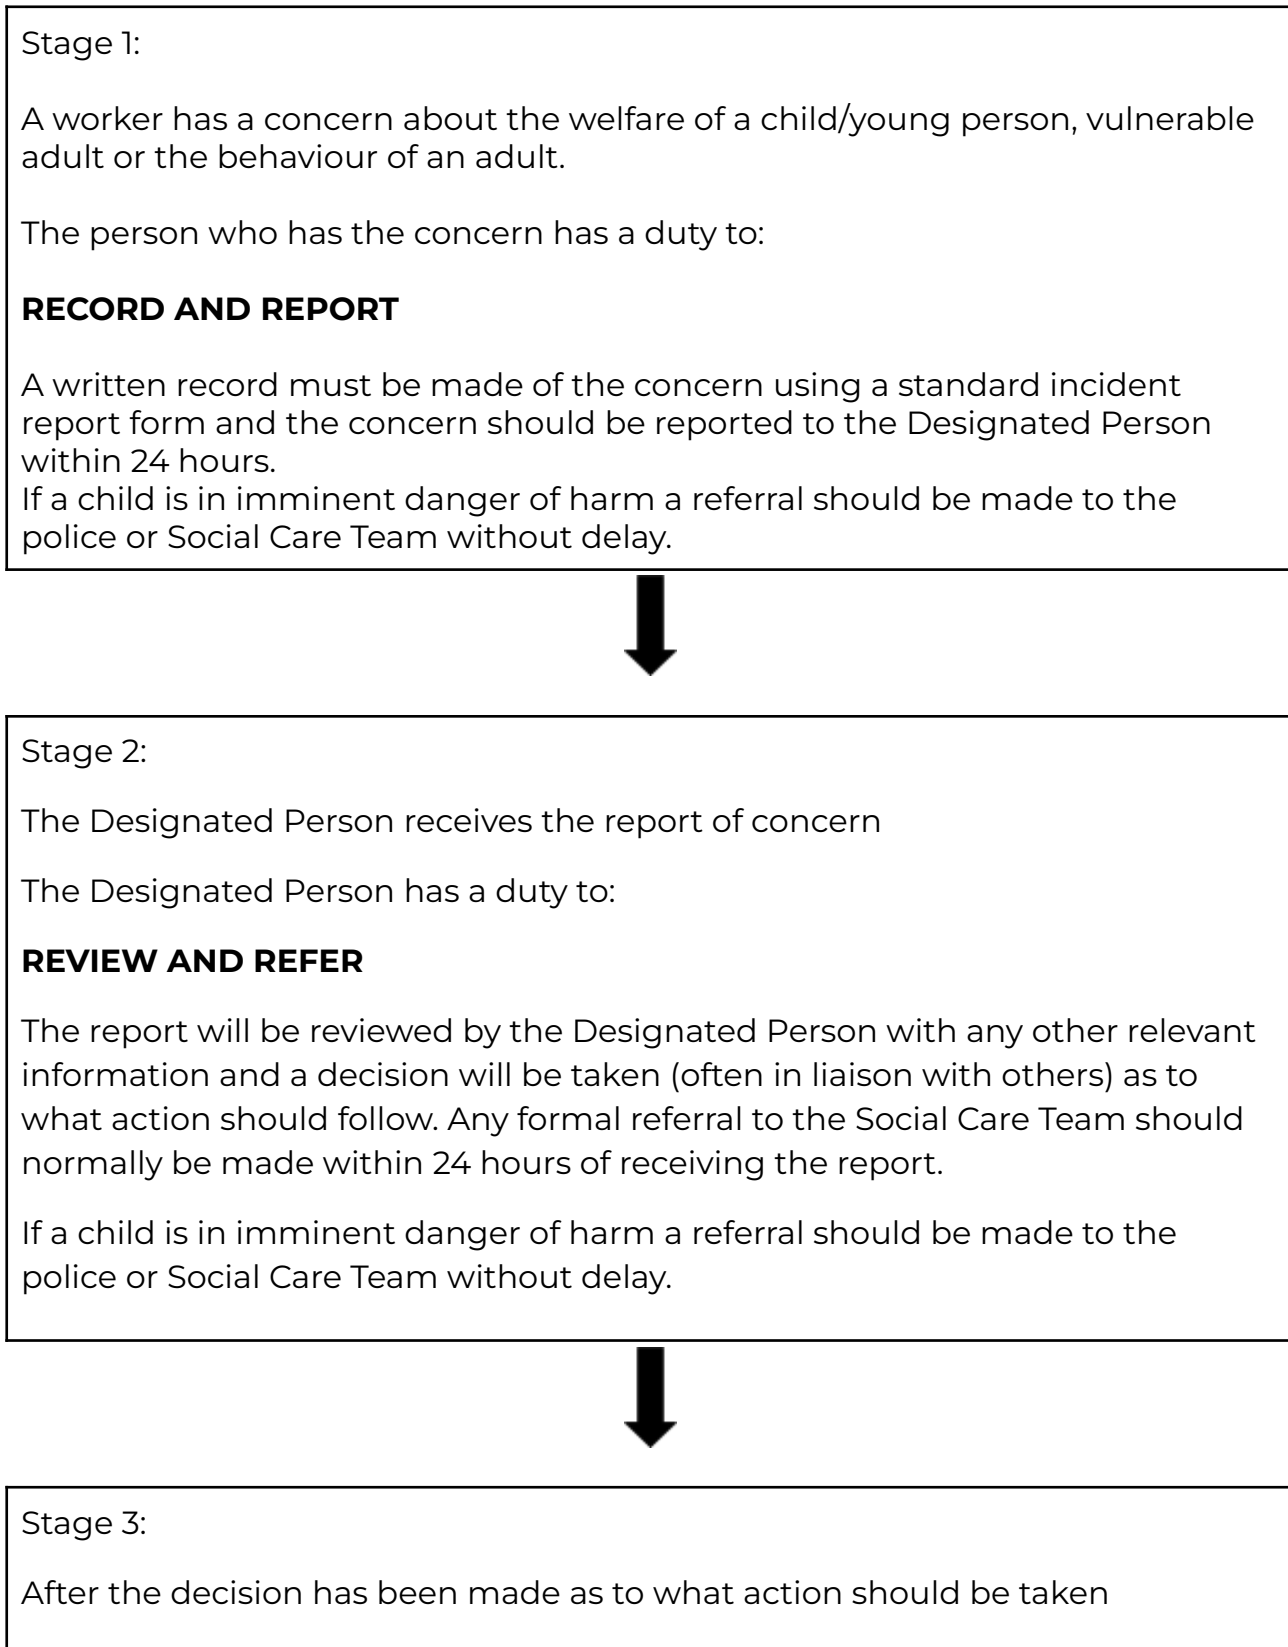 Stage 1:
A worker has a concern about the welfare of a child/young person, vulnerable
adult or the behaviour of an adult.
The person who has the concern has a duty to:
RECORD AND REPORT
A written record must be made of the concern using a standard incident
report form and the concern should be reported to the Designated Person
within 24 hours.
If a child is in imminent danger of harm a referral should be made to the
police or Social Care Team without delay.
Stage 2:
The Designated Person receives the report of concern
The Designated Person has a duty to:
REVIEW AND REFER
The report will be reviewed by the Designated Person with any other relevant
information and a decision will be taken (often in liaison with others) as to
what action should follow. Any formal referral to the Social Care Team should
normally be made within 24 hours of receiving the report.
If a child is in imminent danger of harm a referral should be made to the
police or Social Care Team without delay.
Stage 3:
After the decision has been made as to what action should be taken